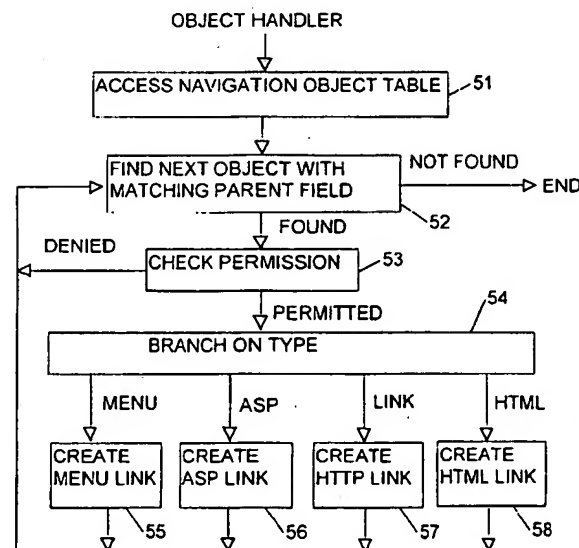 OBJECT HANDLER
ACCESS NAVIGATION OBJECT TABLE
51
FIND NEXT OBJECT WITH
MATCHING PARENT FIELD
NOT FOUND
END
52
FOUND
DENIED
CHECK PERMISSION
53
PERMITTED
54
BRANCH ON TYPE
MENU
ASP
LINK
HTML
CREATE
MENU LINK
CREATE
ASP LINK
CREATE
HTTP LINK
CREATE
HTML LINK
55
56
57
58